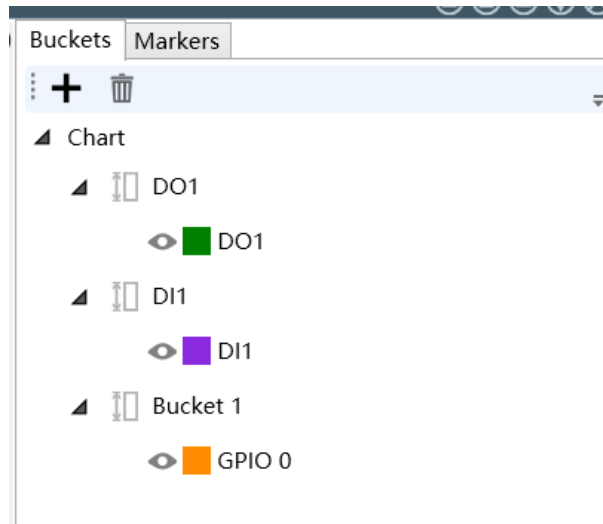 Buckets Markers
Chart
DO1
DO1
DI1
DI1
Bucket 1
GPIO 0